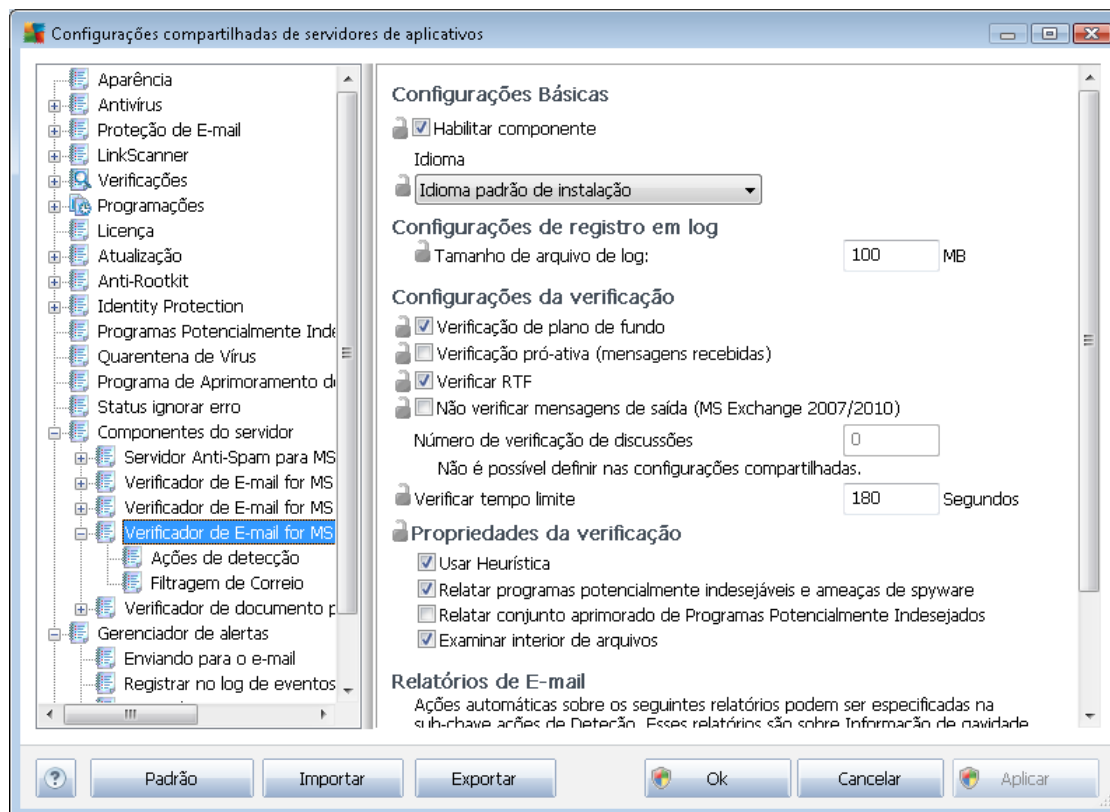 Configurações compartilhadas de servidores de aplicativos
Aparência
Antivírus
Proteção de E-mail
LinkScanner
Verificações
Programações
Licença
Atualização
Anti-Rootkit
Identity Protection
Programas Potencialmente
Quarentena de Vírus
Programa de Aprimoramento
Status ignorar erro
Componentes do servidor
Servidor Anti-Spam para MS
Verificador de E-mail for MS
Verificador de E-mail for MS
Verificador de E-mail for MS
Ações de detecção
Filtragem de Correio
Verificador de documento
Gerenciador de alertas
Enviando para o e-mail
Registrar no log de eventos
Configurações Básicas
Habilitar componente
Idioma
Idioma padrão de instalação
Configurações de registro em log
Tamanho de arquivo de log: 100 MB
Configurações da verificação
Verificação de plano de fundo
Verificação pró-ativa (mensagens recebidas)
Verificar RTF
Não verificar mensagens de saída (MS Exchange 2007/2010)
Número de verificação de discussões 0
Não é possível definir nas configurações compartilhadas.
Verificar tempo limite 180 Segundos
Propriedades da verificação
Usar Heurística
Relatar programas potencialmente indesejáveis e ameaças de spyware
Relatar conjunto aprimorado de Programas Potencialmente Indesejados
Examinar interior de arquivos
Relatórios de E-mail
Ações automáticas sobre os seguintes relatórios podem ser especificadas na
sub-chave ações de Deteção. Esses relatórios são sobre Informação de gavidade
? Padrão Importar Exportar Ok Cancelar Aplicar